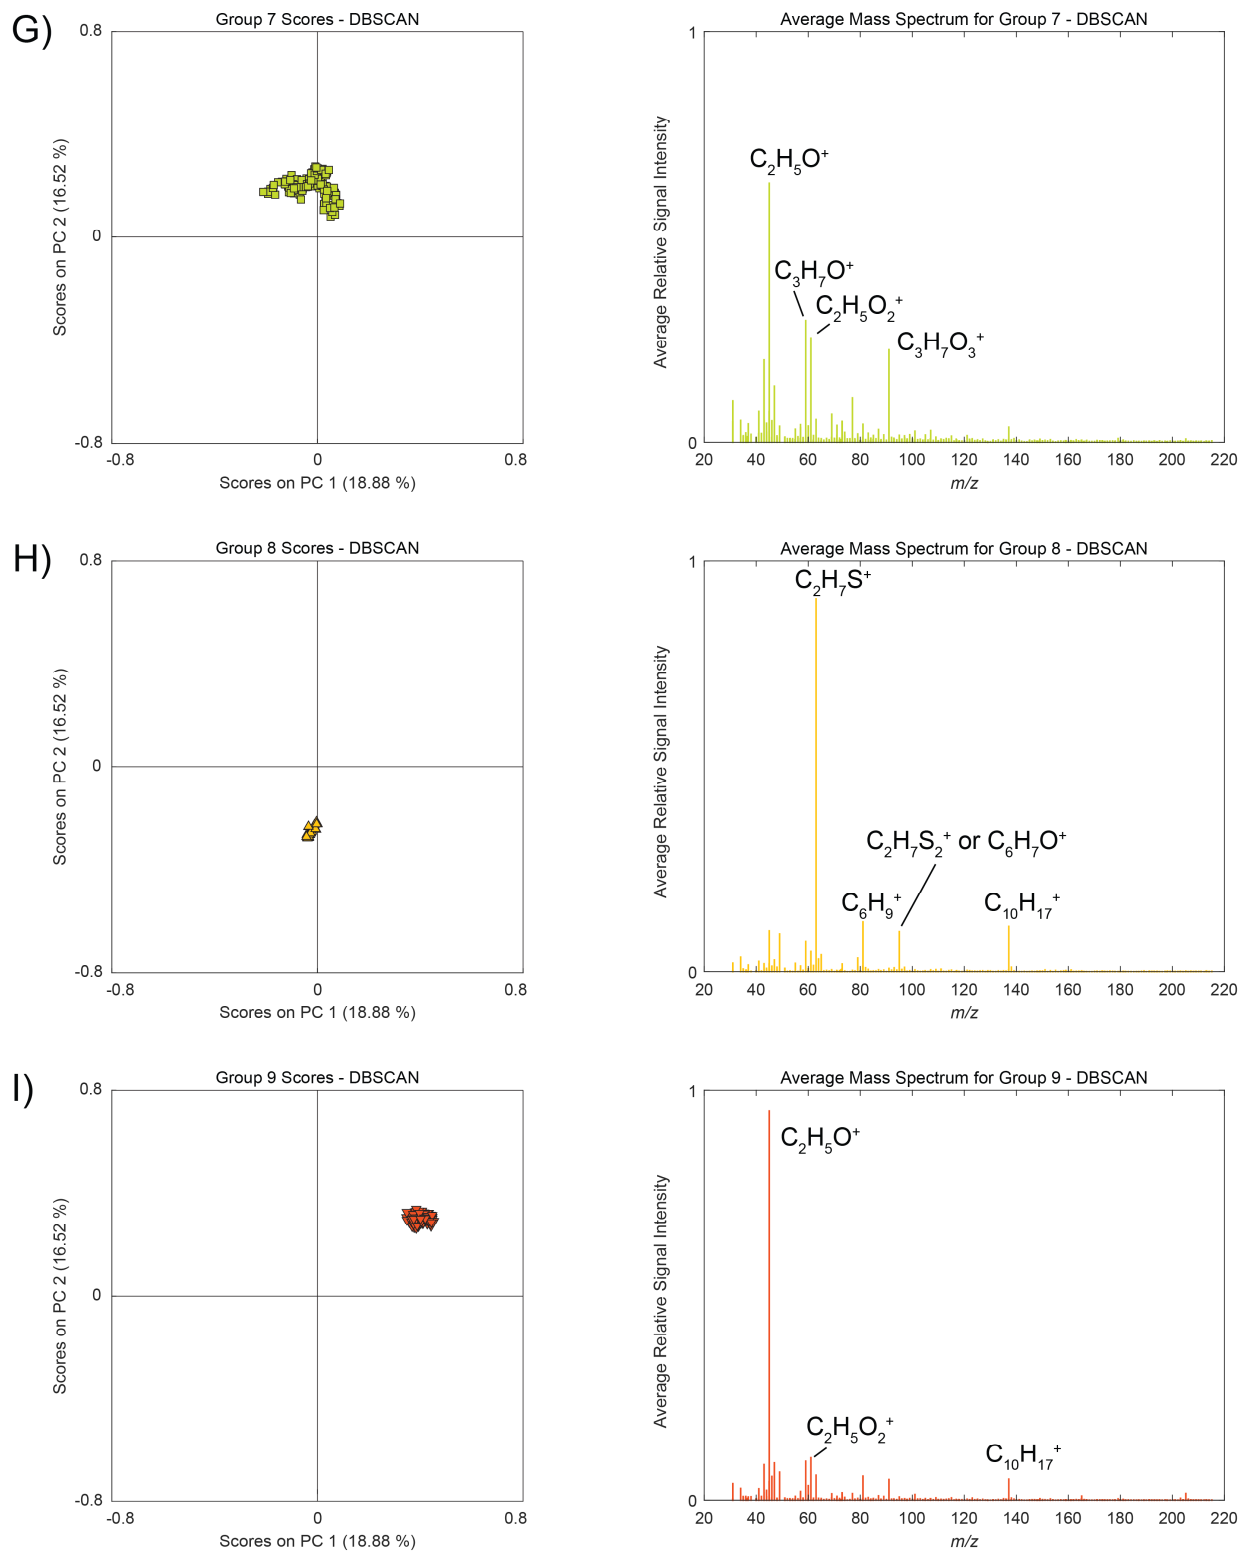 G)
Group 7 Scores - DBSCAN
0.8
0
-0.8
Scores on PC 2 (16.52 %)
-0.8 0 0.8
Scores on PC 1 (18.88 %)
Average Mass Spectrum for Group 7 - DBSCAN
1
0
Average Relative Signal Intensity
C₂H₅O⁺
C₃H₇O⁺
C₂H₅O₂⁺
C₃H₇O₃⁺
20 40 60 80 100 120 140 160 180 200 220
m/z
H)
Group 8 Scores - DBSCAN
0.8
0
-0.8
Scores on PC 2 (16.52 %)
-0.8 0 0.8
Scores on PC 1 (18.88 %)
Average Mass Spectrum for Group 8 - DBSCAN
1
0
Average Relative Signal Intensity
C₂H₇S⁺
C₂H₇S₂⁺ or C₆H₇O⁺
C₆H₉⁺
C₁₀H₁₇⁺
20 40 60 80 100 120 140 160 180 200 220
m/z
I)
Group 9 Scores - DBSCAN
0.8
0
-0.8
Scores on PC 2 (16.52 %)
-0.8 0 0.8
Scores on PC 1 (18.88 %)
Average Mass Spectrum for Group 9 - DBSCAN
1
0
Average Relative Signal Intensity
C₂H₅O⁺
C₂H₅O₂⁺
C₁₀H₁₇⁺
20 40 60 80 100 120 140 160 180 200 220
m/z